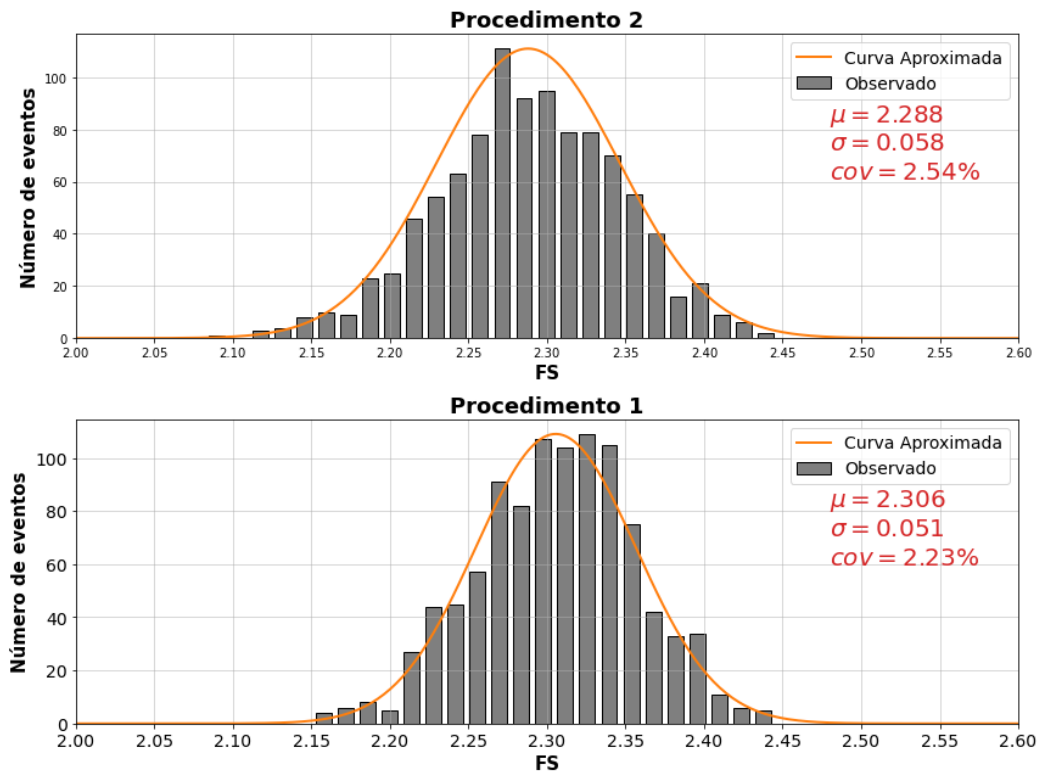 Procedimento 2
Curva Aproximada
Observado
μ = 2.288
σ = 0.058
cov = 2.54%
Número de eventos
100
80
60
40
20
0
2.00 2.05 2.10 2.15 2.20 2.25 2.30 2.35 2.40 2.45 2.50 2.55 2.60
FS
Procedimento 1
Curva Aproximada
Observado
μ = 2.306
σ = 0.051
cov = 2.23%
Número de eventos
100
80
60
40
20
0
2.00 2.05 2.10 2.15 2.20 2.25 2.30 2.35 2.40 2.45 2.50 2.55 2.60
FS